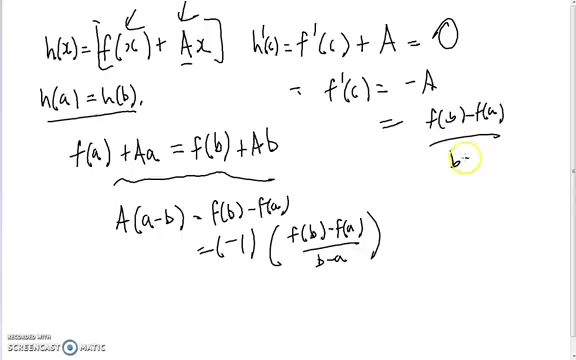 h(x) = [f(x) + Ax]
h(a) = h(b).
f(a) + Aa = f(b) + Ab
A(a-b) = f(b) - f(a)
= (-1) ( f(b) - f(a) / b-a )
h'(c) = f'(c) + A = 0
= f'(c) = -A
= f(b) - f(a) / b-
RECORDED WITH
SCREENCAST MATIC